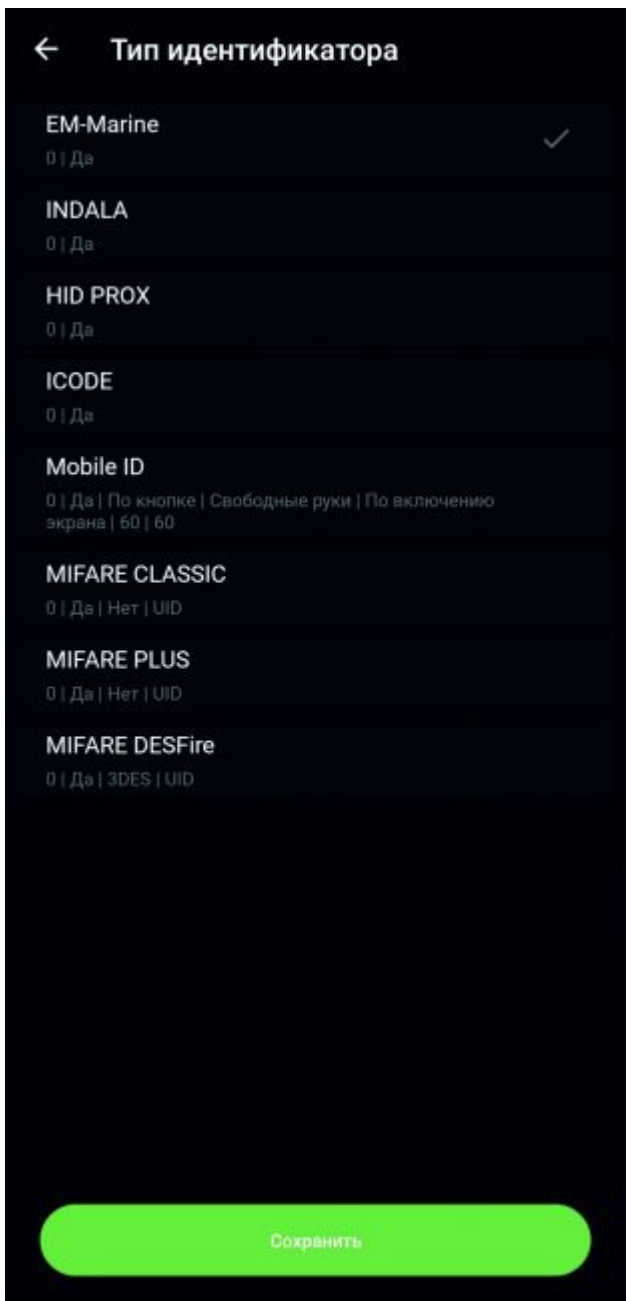 Тип идентификатора
EM-Marine
0 | Да
INDALA
0 | Да
HID PROX
0 | Да
ICODE
0 | Да
Mobile ID
0 | Да | По кнопке | Свободные руки | По включению
экрана | 60 | 60
MIFARE CLASSIC
0 | Да | Нет | UID
MIFARE PLUS
0 | Да | Нет | UID
MIFARE DESFire
0 | Да | 3DES | UID
Сохранить